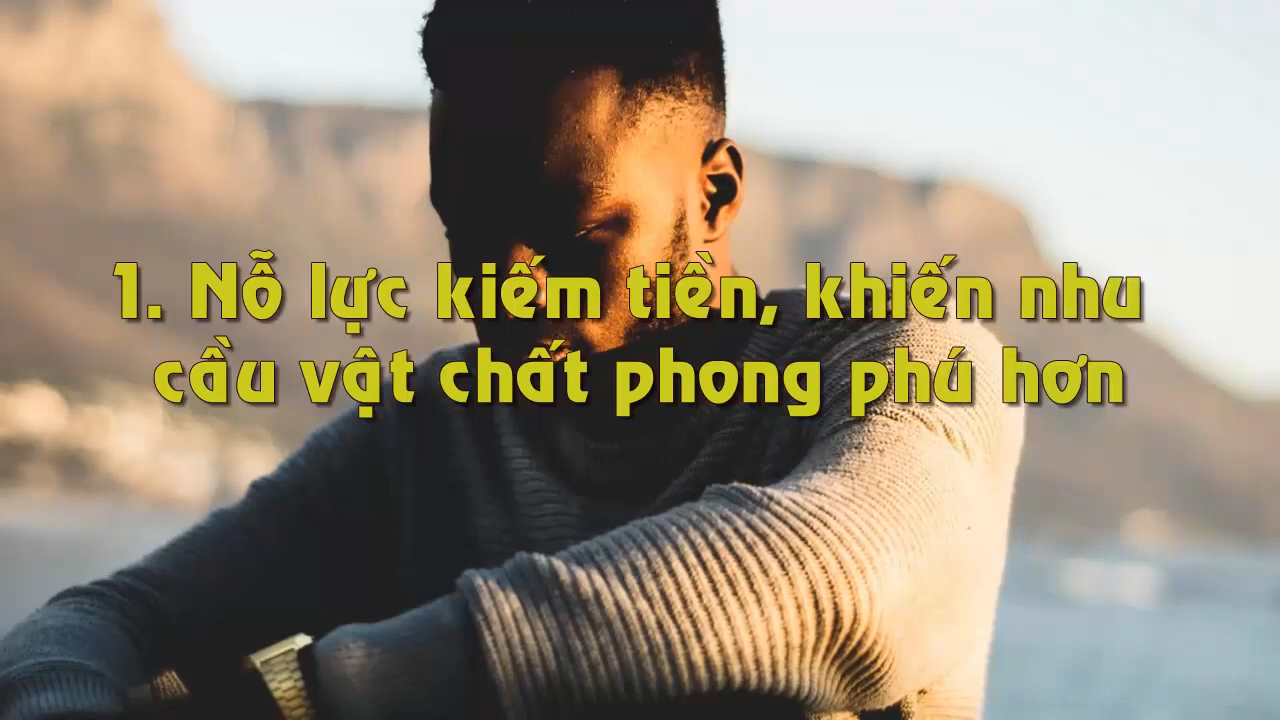 1. Nỗ lực kiếm tiền, khiến nhu
cầu vật chất phong phú hơn